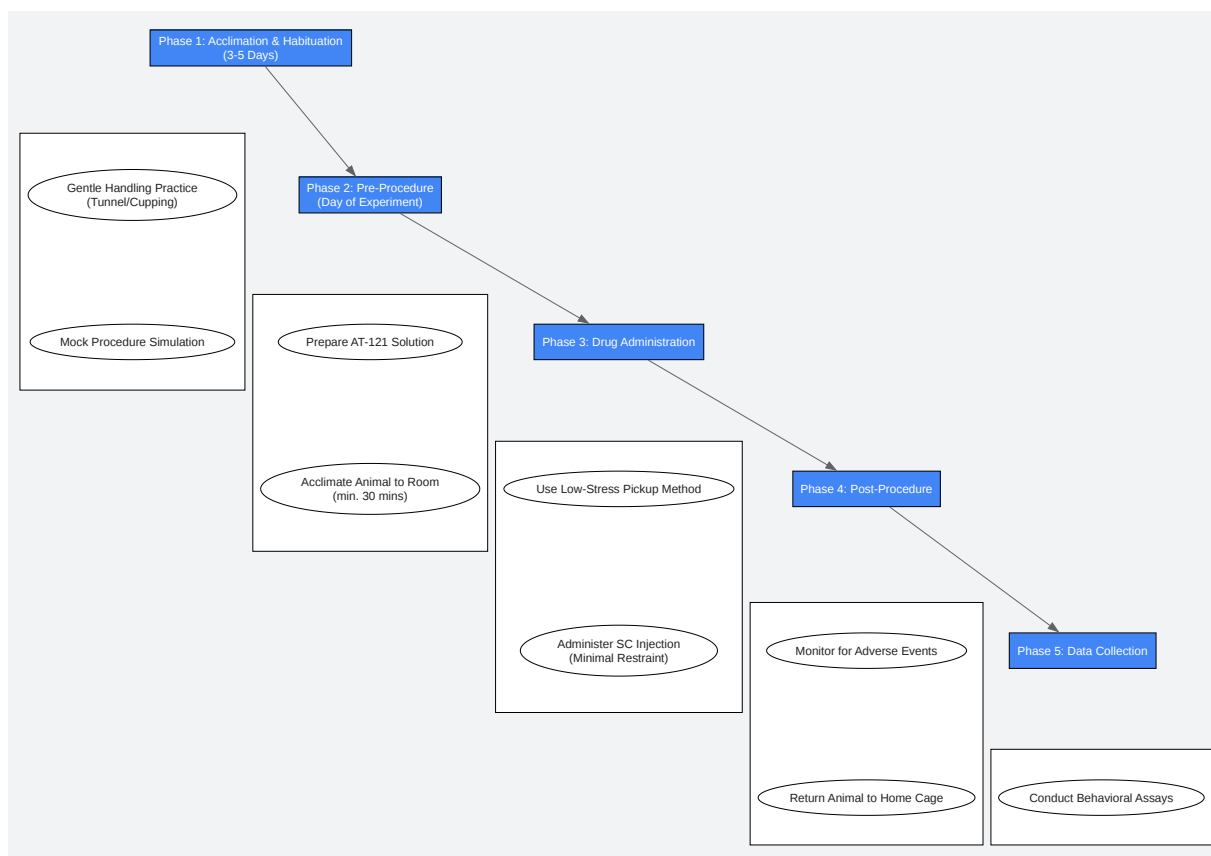 Phase 1: Acclimation & Habituation
(3-5 Days)
Gentle Handling Practice
(Tunnel/Cupping)
Mock Procedure Simulation
Phase 2: Pre-Procedure
(Day of Experiment)
Prepare AT-121 Solution
Acclimate Animal to Room
(min. 30 mins)
Phase 3: Drug Administration
Use Low-Stress Pickup Method
Administer SC Injection
(Minimal Restraint)
Phase 4: Post-Procedure
Monitor for Adverse Events
Return Animal to Home Cage
Phase 5: Data Collection
Conduct Behavioral Assays